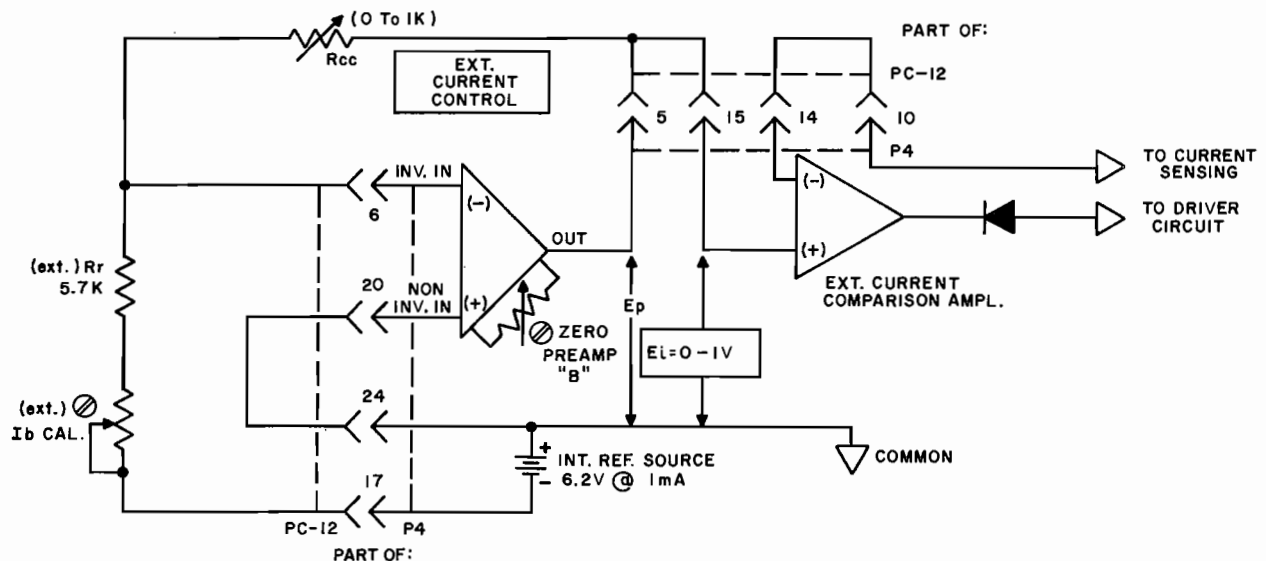 (0 To 1K)
Rcc
EXT.
CURRENT
CONTROL
PART OF:
PC-12
5
15
14
10
P4
TO CURRENT
SENSING
TO DRIVER
CIRCUIT
INV. IN
6
(-)
OUT
(-)
(+)
EXT. CURRENT
COMPARISON AMPL.
(ext.) Rr
5.7K
20
NON
INV. IN
(+)
ZERO
PREAMP
"B"
Ep
Ei=0-1V
(ext.)
Ib CAL.
24
+
-
INT. REF. SOURCE
6.2V @ 1mA
COMMON
17
PC-12
P4
PART OF: